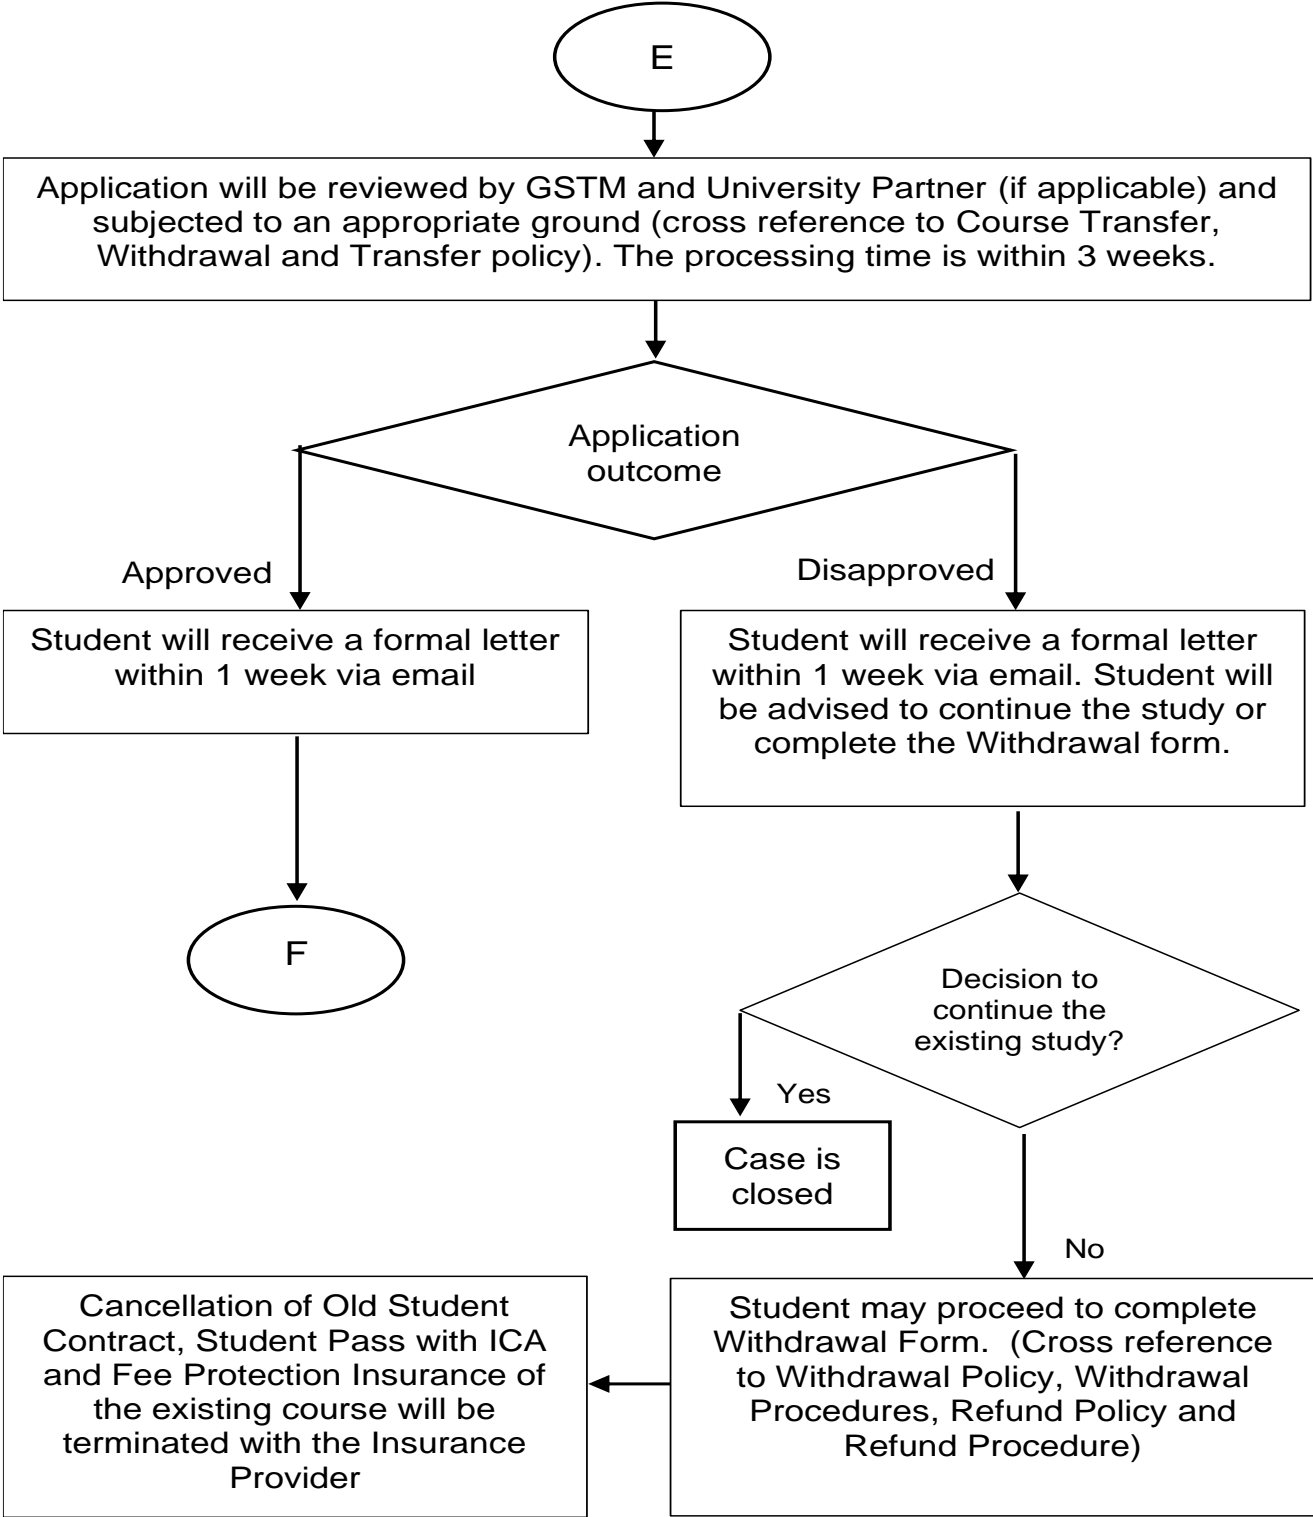 E
Application will be reviewed by GSTM and University Partner (if applicable) and
subjected to an appropriate ground (cross reference to Course Transfer,
Withdrawal and Transfer policy). The processing time is within 3 weeks.
Application
outcome
Approved
Disapproved
Student will receive a formal letter
within 1 week via email
Student will receive a formal letter
within 1 week via email. Student will
be advised to continue the study or
complete the Withdrawal form.
F
Decision to
continue the
existing study?
Yes
Case is
closed
No
Student may proceed to complete
Withdrawal Form.  (Cross reference
to Withdrawal Policy, Withdrawal
Procedures, Refund Policy and
Refund Procedure)
Cancellation of Old Student
Contract, Student Pass with ICA
and Fee Protection Insurance of
the existing course will be
terminated with the Insurance
Provider